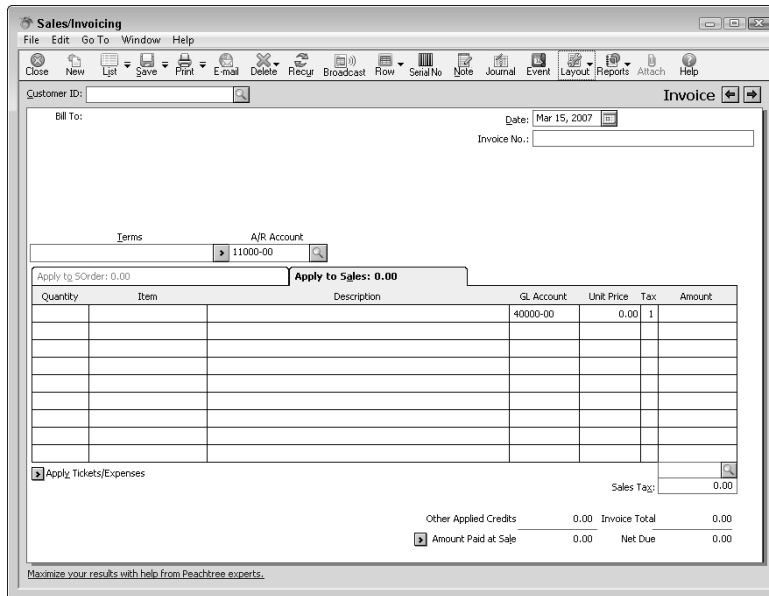 Sales/Invoicing
File Edit Go To Window Help
Close New List Save Print E-mail Delete Recur Broadcast Row Serial No Note Journal Event Layout Reports Attach Help
Customer ID: Invoice
Bill To: Date: Mar 15, 2007
Invoice No.:
Terms A/R Account
11000-00
Apply to SOrder: 0.00 Apply to Sales: 0.00
Quantity Item Description GL Account Unit Price Tax Amount
40000-00 0.00 1
Apply Tickets/Expenses
Sales Tax: 0.00
Other Applied Credits 0.00 Invoice Total 0.00
Amount Paid at Sale 0.00 Net Due 0.00
Maximize your results with help from Peachtree experts.